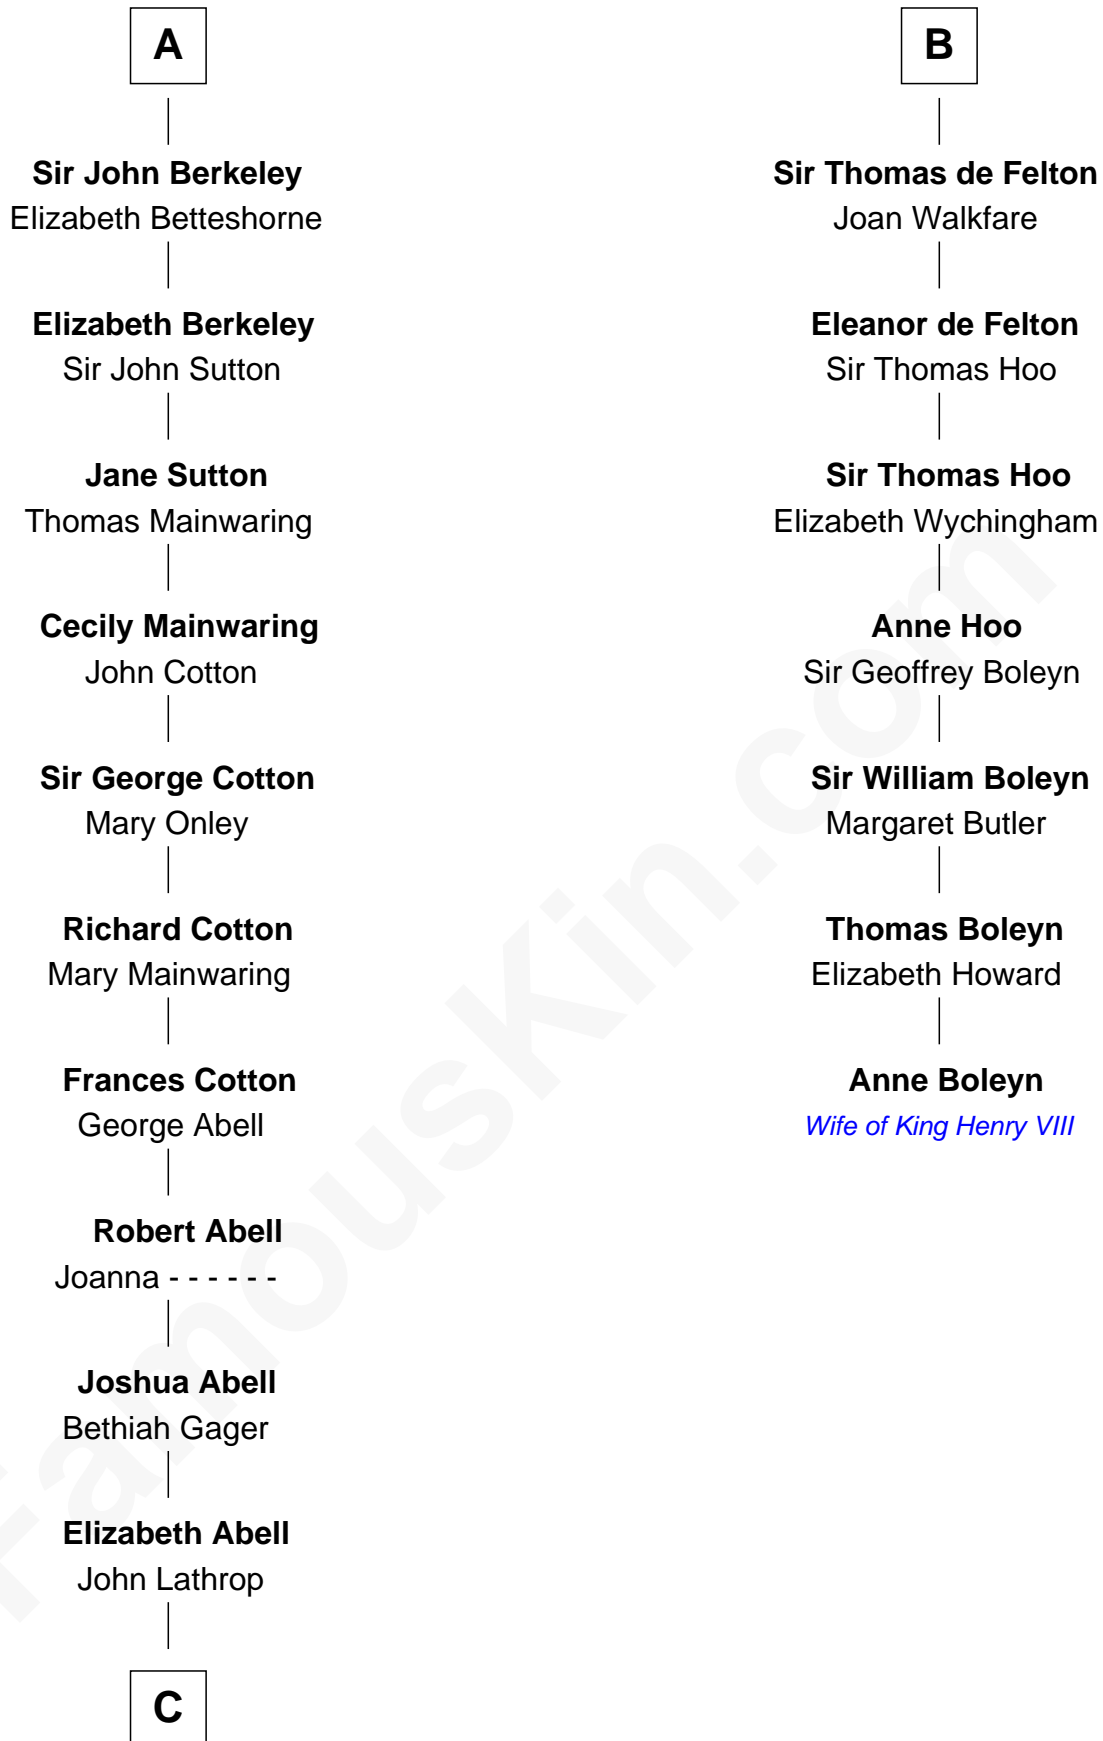 A
Sir John Berkeley
Elizabeth Betteshorne
Elizabeth Berkeley
Sir John Sutton
Jane Sutton
Thomas Mainwaring
Cecily Mainwaring
John Cotton
Sir George Cotton
Mary Onley
Richard Cotton
Mary Mainwaring
Frances Cotton
George Abell
Robert Abell
Joanna - - - - - -
Joshua Abell
Bethiah Gager
Elizabeth Abell
John Lathrop
C
B
Sir Thomas de Felton
Joan Walkfare
Eleanor de Felton
Sir Thomas Hoo
Sir Thomas Hoo
Elizabeth Wychingham
Anne Hoo
Sir Geoffrey Boleyn
Sir William Boleyn
Margaret Butler
Thomas Boleyn
Elizabeth Howard
Anne Boleyn
Wife of King Henry VIII
FamousKin.com